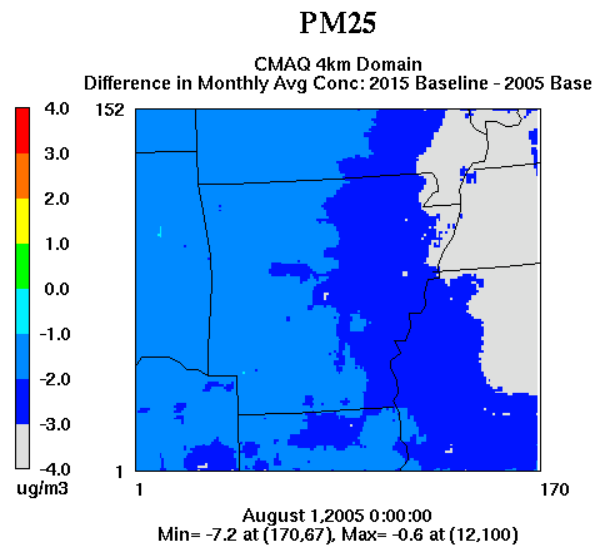 PM25
CMAQ 4km Domain
Difference in Monthly Avg Conc: 2015 Baseline - 2005 Base
4.0
3.0
2.0
1.0
0.0
-1.0
-2.0
-3.0
-4.0
ug/m3
152
1
1
170
August 1,2005 0:00:00
Min= -7.2 at (170,67), Max= -0.6 at (12,100)